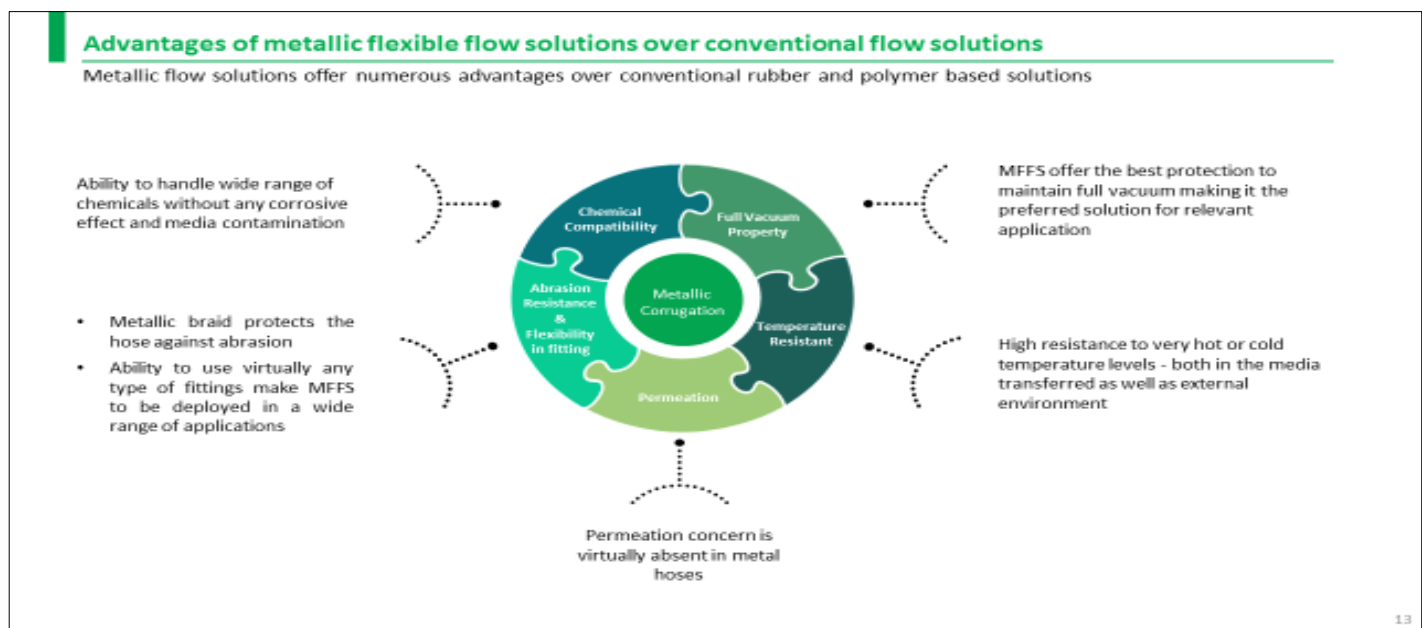 Advantages of metallic flexible flow solutions over conventional flow solutions
Metallic flow solutions offer numerous advantages over conventional rubber and polymer based solutions
Ability to handle wide range of
chemicals without any corrosive
effect and media contamination
• Metallic braid protects the
hose against abrasion
• Ability to use virtually any
type of fittings make MFFS
to be deployed in a wide
range of applications
Chemical
Compatibility
Full Vacuum
Property
Abrasion
Resistance
&
Flexibility
in fitting
Metallic
Corrugation
Temperature
Resistant
Permeation
MFFS offer the best protection to
maintain full vacuum making it the
preferred solution for relevant
application
High resistance to very hot or cold
temperature levels - both in the media
transferred as well as external
environment
Permeation concern is
virtually absent in metal
hoses
13